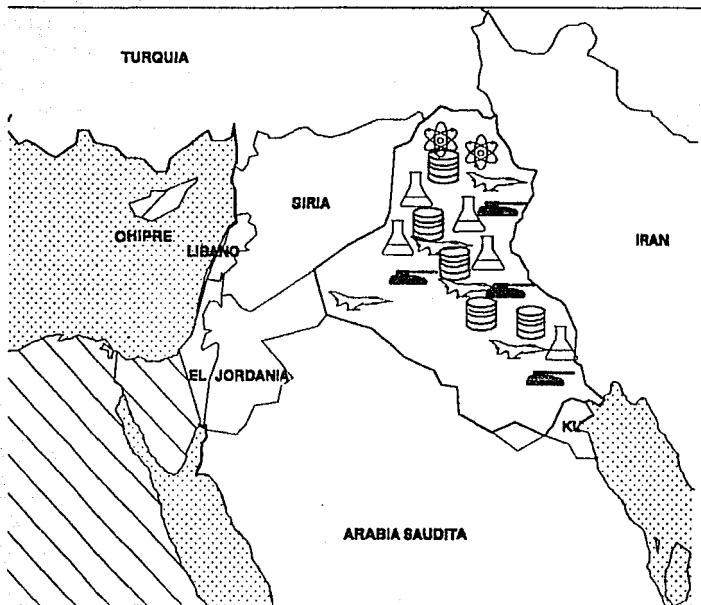 TURQUIA
SIRIA
CHIPRE
LIBANO
IRAN
EL JORDANIA
KU
ARABIA SAUDITA